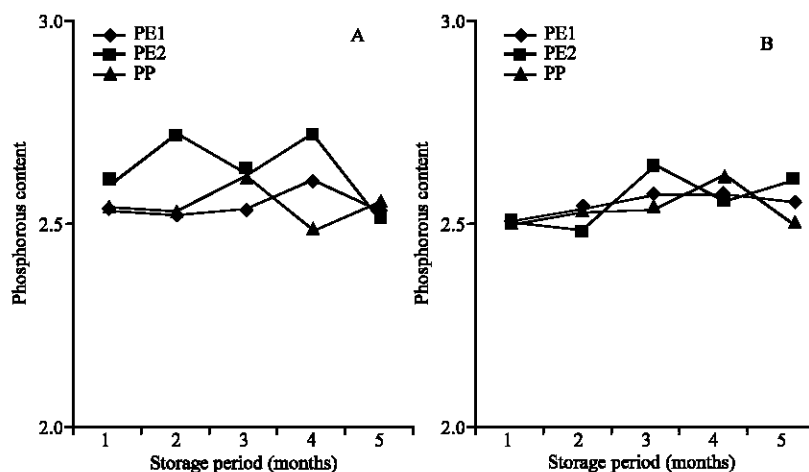 3.0
PE1
PE2
PP
A
2.5
2.0
Phosphorous content
1 2 3 4 5
Storage period (months)
3.0
PE1
PE2
PP
B
2.5
2.0
Phosphorous content
1 2 3 4 5
Storage period (months)